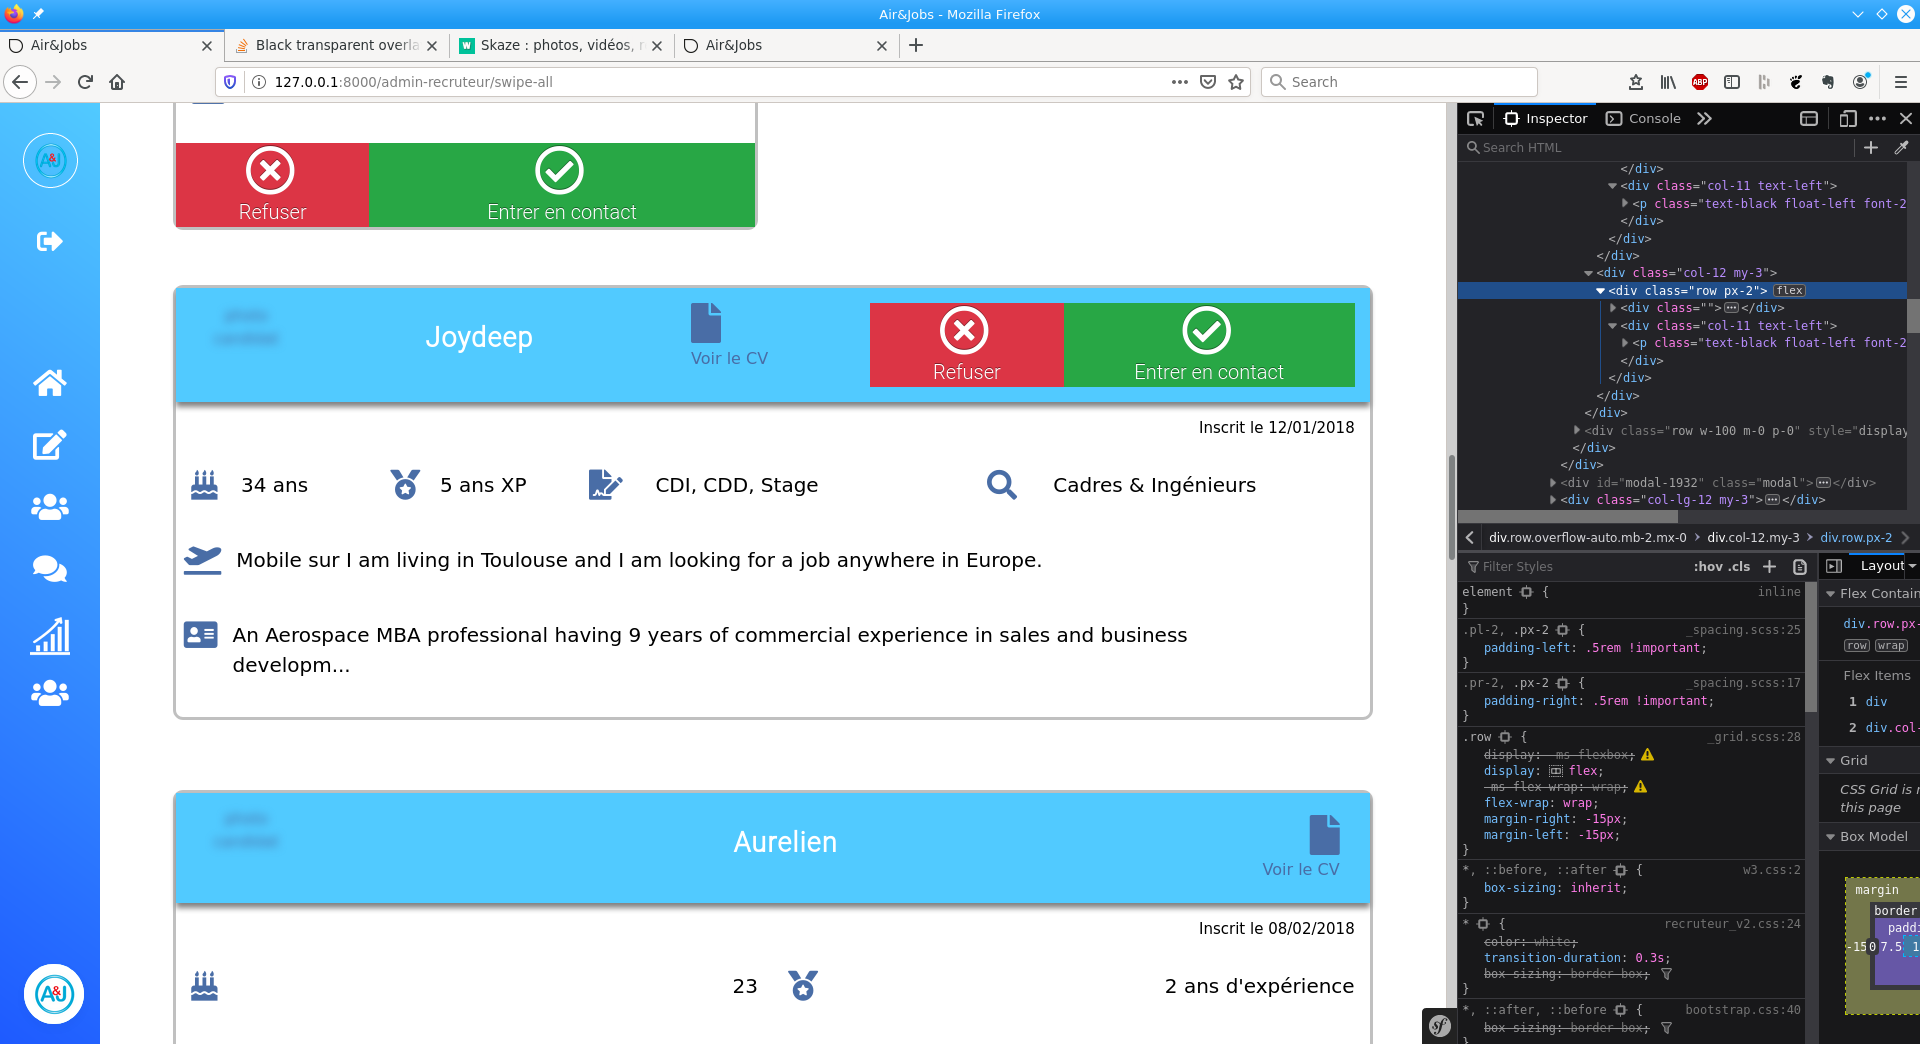 Air&Jobs - Mozilla Firefox
Air&Jobs
Black transparent overla
Skaze : photos, vidéos, r
Air&Jobs
127.0.0.1:8000/admin-recruteur/swipe-all
Search
ABP
A&J
Refuser
Entrer en contact
photo
candidat
Joydeep
Voir le CV
Refuser
Entrer en contact
Inscrit le 12/01/2018
34 ans
5 ans XP
CDI, CDD, Stage
Cadres & Ingénieurs
Mobile sur I am living in Toulouse and I am looking for a job anywhere in Europe.
An Aerospace MBA professional having 9 years of commercial experience in sales and business
developm...
photo
candidat
Aurelien
Voir le CV
Inscrit le 08/02/2018
23
2 ans d'expérience
A&J
sf
Inspector
Console
Search HTML
</div>
<div class="col-11 text-left">
<p class="text-black float-left font-2
</div>
</div>
</div>
<div class="col-12 my-3">
<div class="row px-2"> flex
<div class=""></div>
<div class="col-11 text-left">
<p class="text-black float-left font-2
</div>
</div>
</div>
</div>
<div class="row w-100 m-0 p-0" style="display
</div>
</div>
<div id="modal-1932" class="modal"></div>
<div class="col-lg-12 my-3"></div>
div.row.overflow-auto.mb-2.mx-0 > div.col-12.my-3 > div.row.px-2
Filter Styles
:hov .cls
element {
inline
}
.pl-2, .px-2 {
_spacing.scss:25
padding-left: .5rem !important;
}
.pr-2, .px-2 {
_spacing.scss:17
padding-right: .5rem !important;
}
.row {
_grid.scss:28
display: -ms-flexbox;
display: flex;
-ms-flex-wrap: wrap;
flex-wrap: wrap;
margin-right: -15px;
margin-left: -15px;
}
*, ::before, ::after {
w3.css:2
box-sizing: inherit;
}
* {
recruteur_v2.css:24
color: white;
transition-duration: 0.3s;
box-sizing: border-box;
}
*, ::after, ::before {
bootstrap.css:40
box-sizing: border-box;
}
Layout
Flex Contain
div.row.px-
row wrap
Flex Items
1 div
2 div.col-
Grid
CSS Grid is n
this page
Box Model
margin
border
paddi
-15 0 7.5 1